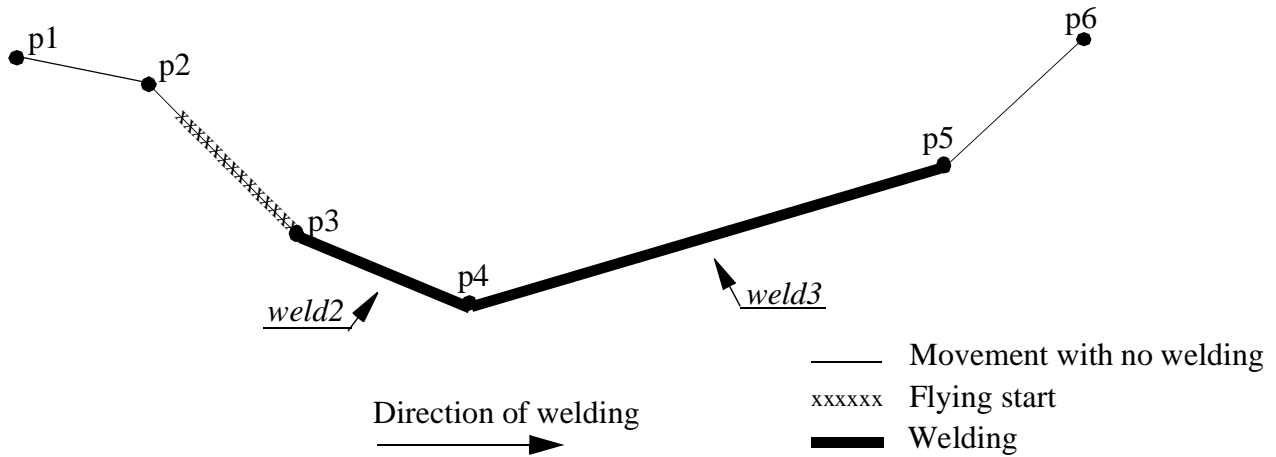 p1
p2
p3
p4
p5
p6
weld2
weld3
Direction of welding
Movement with no welding
xxxxxx Flying start
Welding